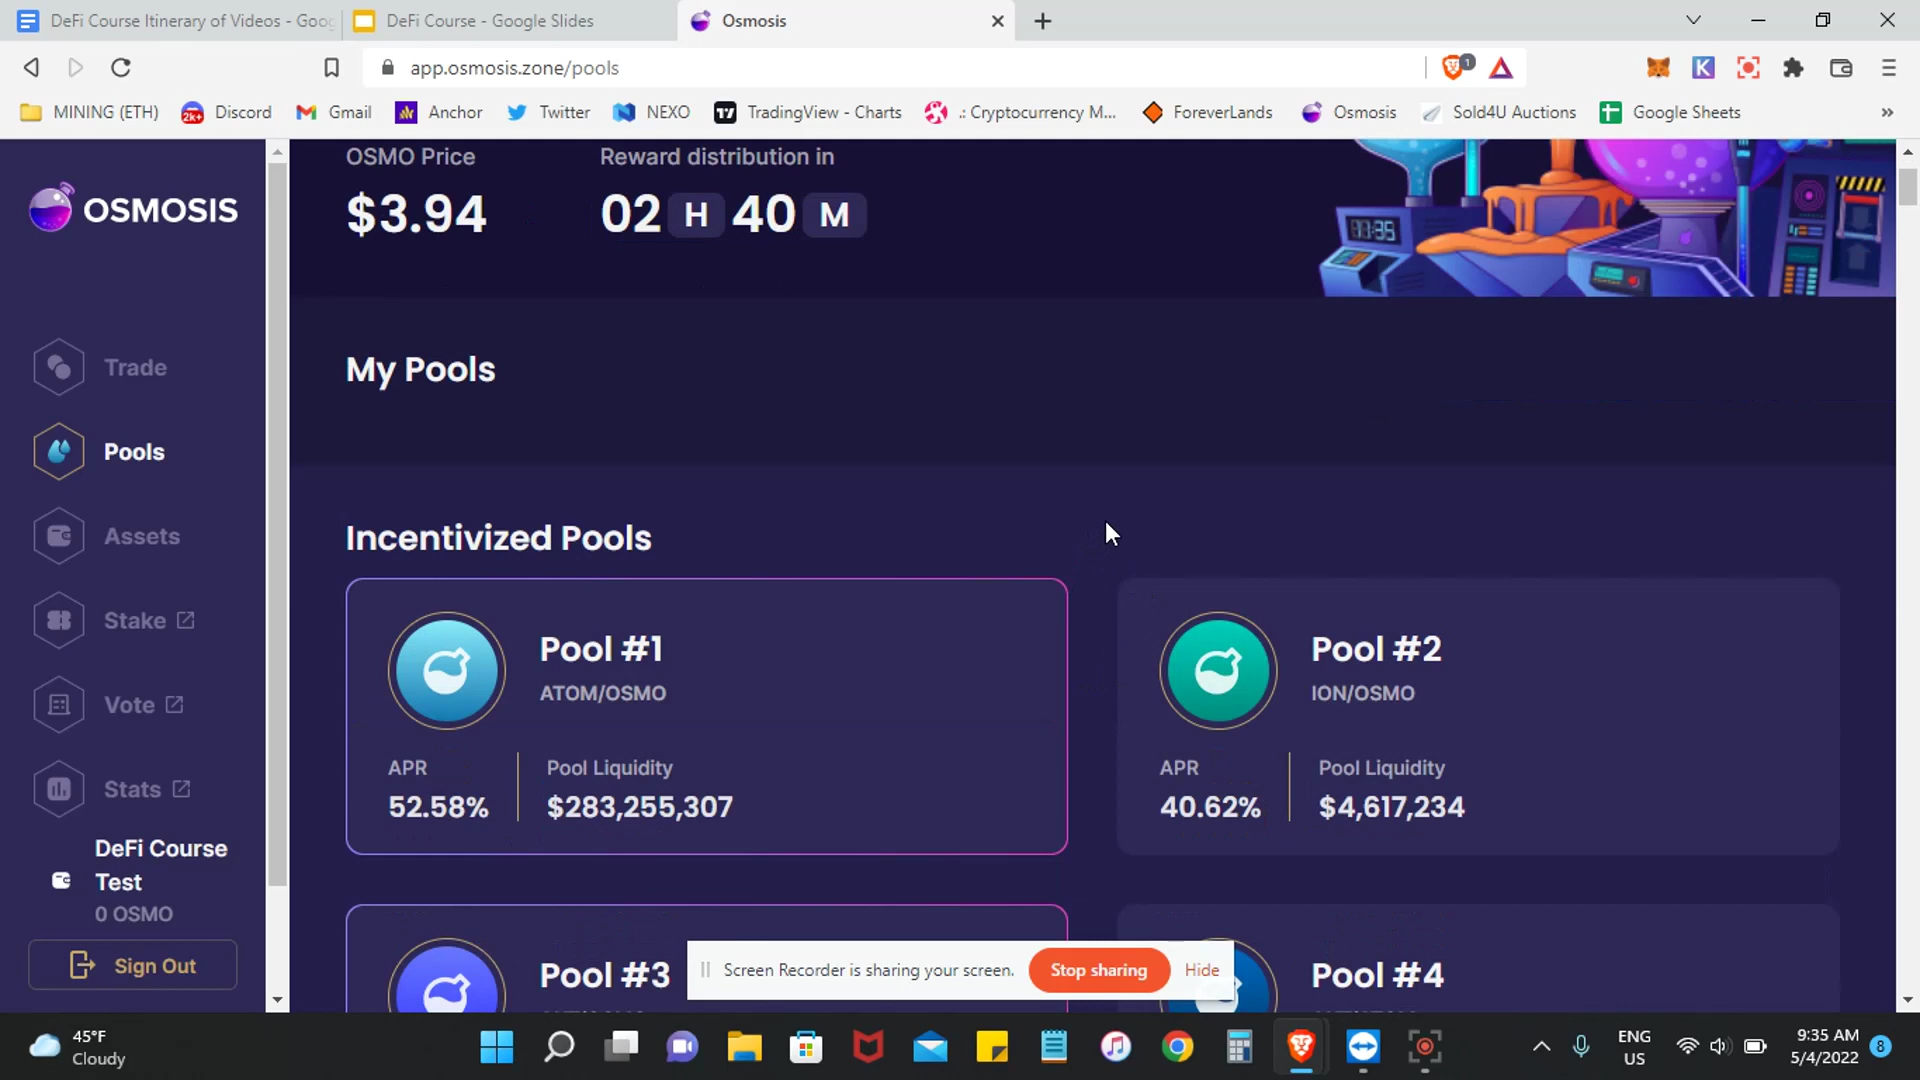 DeFi Course Itinerary of Videos - Goog
DeFi Course - Google Slides
Osmosis
app.osmosis.zone/pools
1
MINING (ETH)
2k+
Discord
Gmail
Anchor
Twitter
NEXO
TradingView - Charts
.: Cryptocurrency M...
ForeverLands
Osmosis
Sold4U Auctions
Google Sheets
»
OSMOSIS
Trade
Pools
Assets
Stake
Vote
Stats
DeFi Course
Test
0 OSMO
Sign Out
OSMO Price
Reward distribution in
$3.94
02 H 40 M
My Pools
Incentivized Pools
Pool #1
ATOM/OSMO
APR
Pool Liquidity
52.58%
$283,255,307
Pool #2
ION/OSMO
APR
Pool Liquidity
40.62%
$4,617,234
Pool #3
Pool #4
Screen Recorder is sharing your screen.
Stop sharing
Hide
45°F
Cloudy
ENG
US
9:35 AM
5/4/2022
8